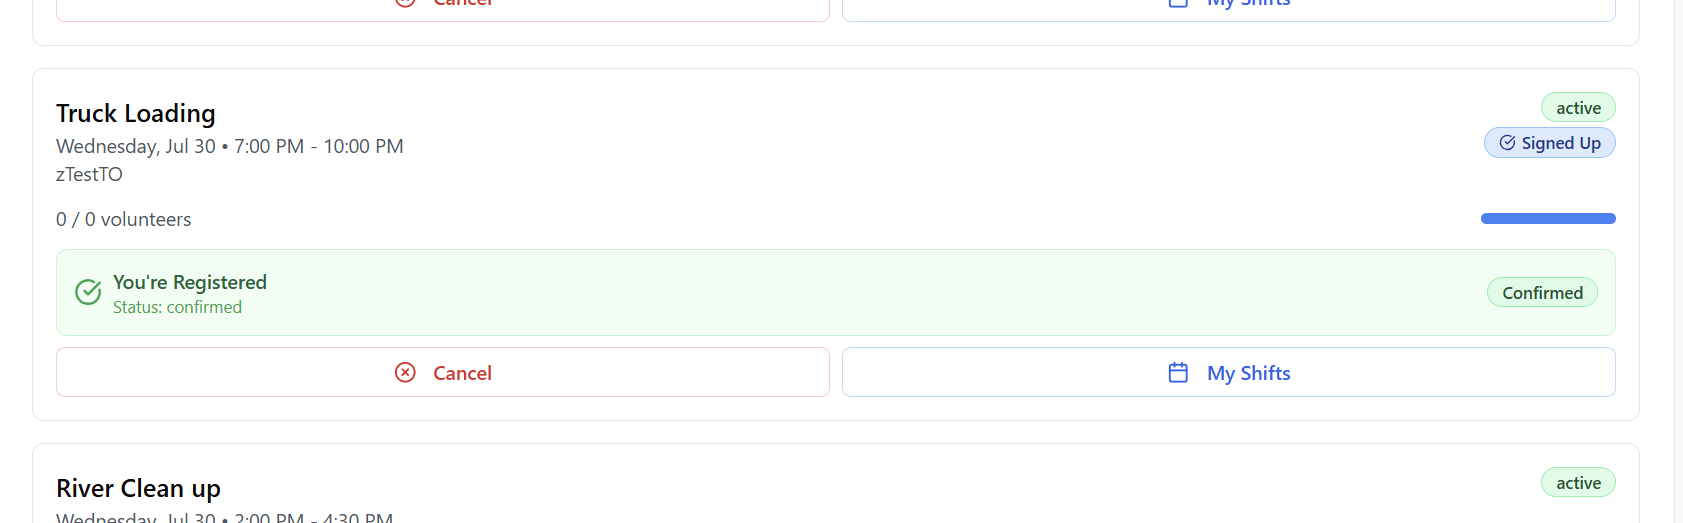 Cancel
My Shifts
Truck Loading
active
Wednesday, Jul 30 • 7:00 PM - 10:00 PM
Signed Up
zTestTO
0 / 0 volunteers
You're Registered
Status: confirmed
Confirmed
Cancel
My Shifts
River Clean up
active
Wednesday, Jul 30 • 2:00 PM - 4:30 PM